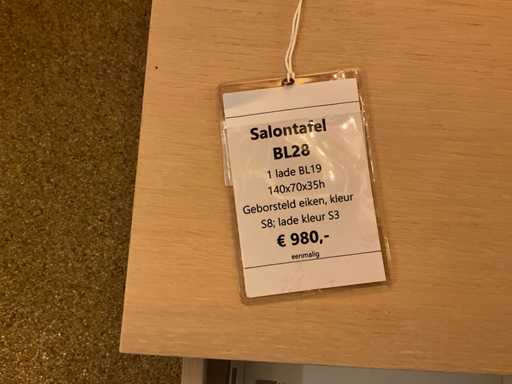 Salontafel
BL28
1 lade BL19
140x70x35h
Geborsteld eiken, kleur
S8; lade kleur S3
€ 980,-
eenmalig